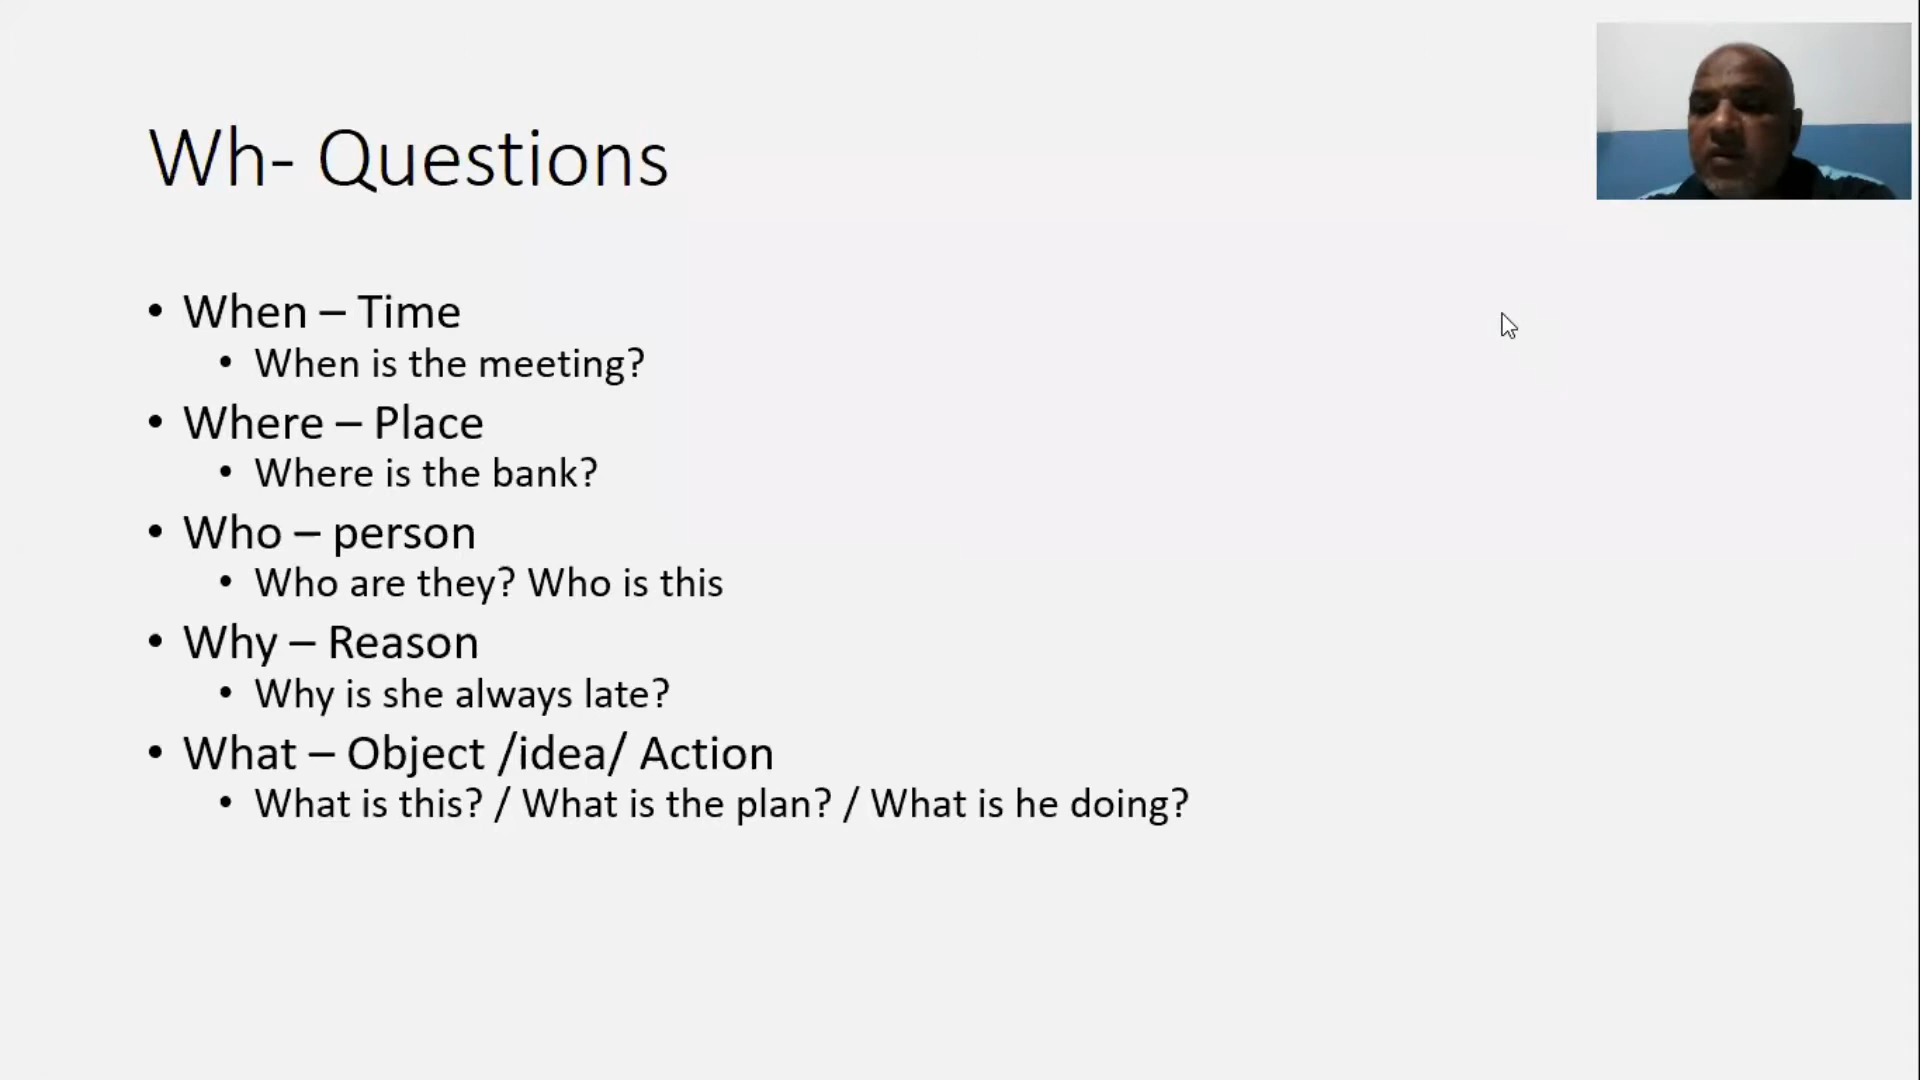 Wh- Questions
• When – Time
• When is the meeting?
• Where – Place
• Where is the bank?
• Who – person
• Who are they? Who is this
• Why – Reason
• Why is she always late?
• What – Object /idea/ Action
• What is this? / What is the plan? / What is he doing?